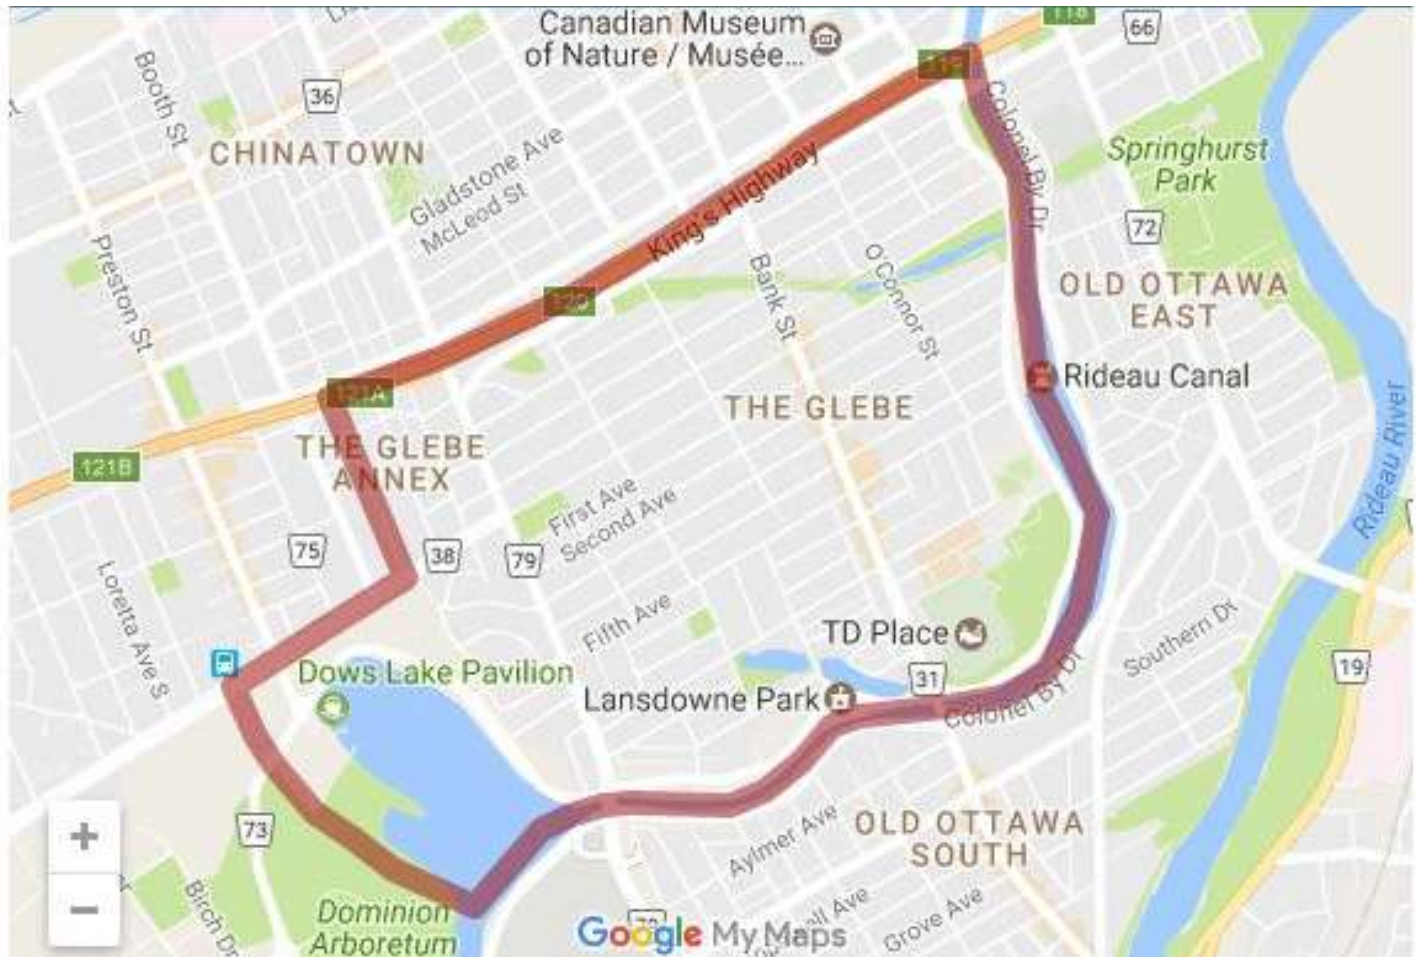 Canadian Museum
of Nature / Musée...
118
66
Booth St
36
CHINATOWN
Gladstone Ave
McLeod St
King's Highway
Colonel By Dr
Springhurst
Park
72
Preston St
120
Bank St
O'Connor St
OLD OTTAWA
EAST
Rideau Canal
121A
THE GLEBE
THE GLEBE
ANNEX
121B
Rideau River
First Ave
Second Ave
75
38
79
Loretta Ave S
Fifth Ave
TD Place
Southern Dr
Dows Lake Pavilion
31
19
Lansdowne Park
Colonel By Dr
73
Aylmer Ave
OLD OTTAWA
SOUTH
+
−
Birch Dr
Dominion
Arboretum
Grove Ave
Google My Maps